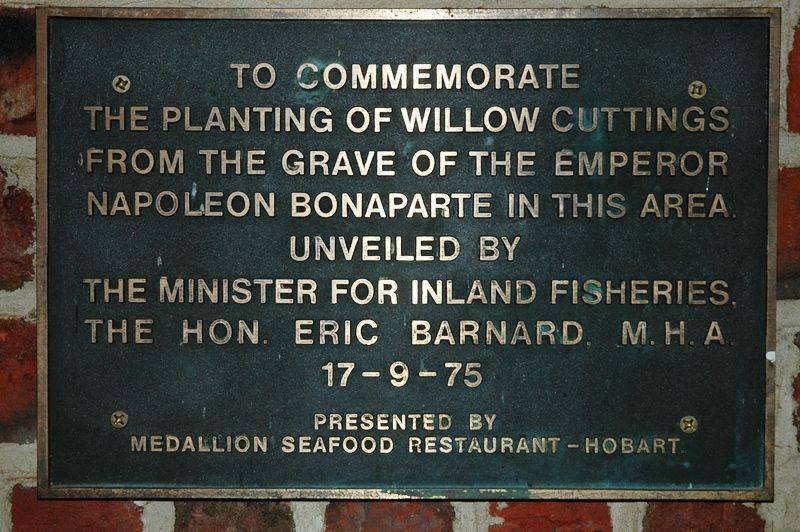 TO COMMEMORATE
THE PLANTING OF WILLOW CUTTINGS
FROM THE GRAVE OF THE EMPEROR
NAPOLEON BONAPARTE IN THIS AREA.
UNVEILED BY
THE MINISTER FOR INLAND FISHERIES,
THE HON. ERIC BARNARD, M.H.A.
17-9-75
PRESENTED BY
MEDALLION SEAFOOD RESTAURANT-HOBART.